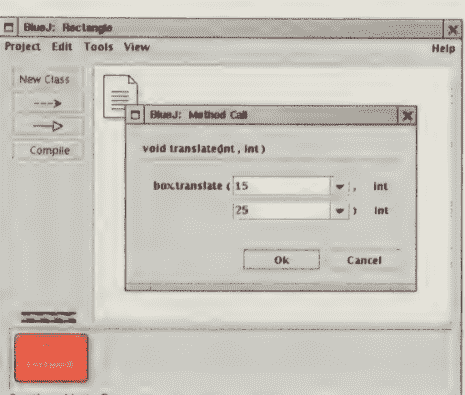 BlueJ: Rectangle
Project Edit Tools View Help
New Class
Compile
BlueJ: Method Call
void translate(int, int)
box.translate ( 15 , int
25 ) int
Ok Cancel